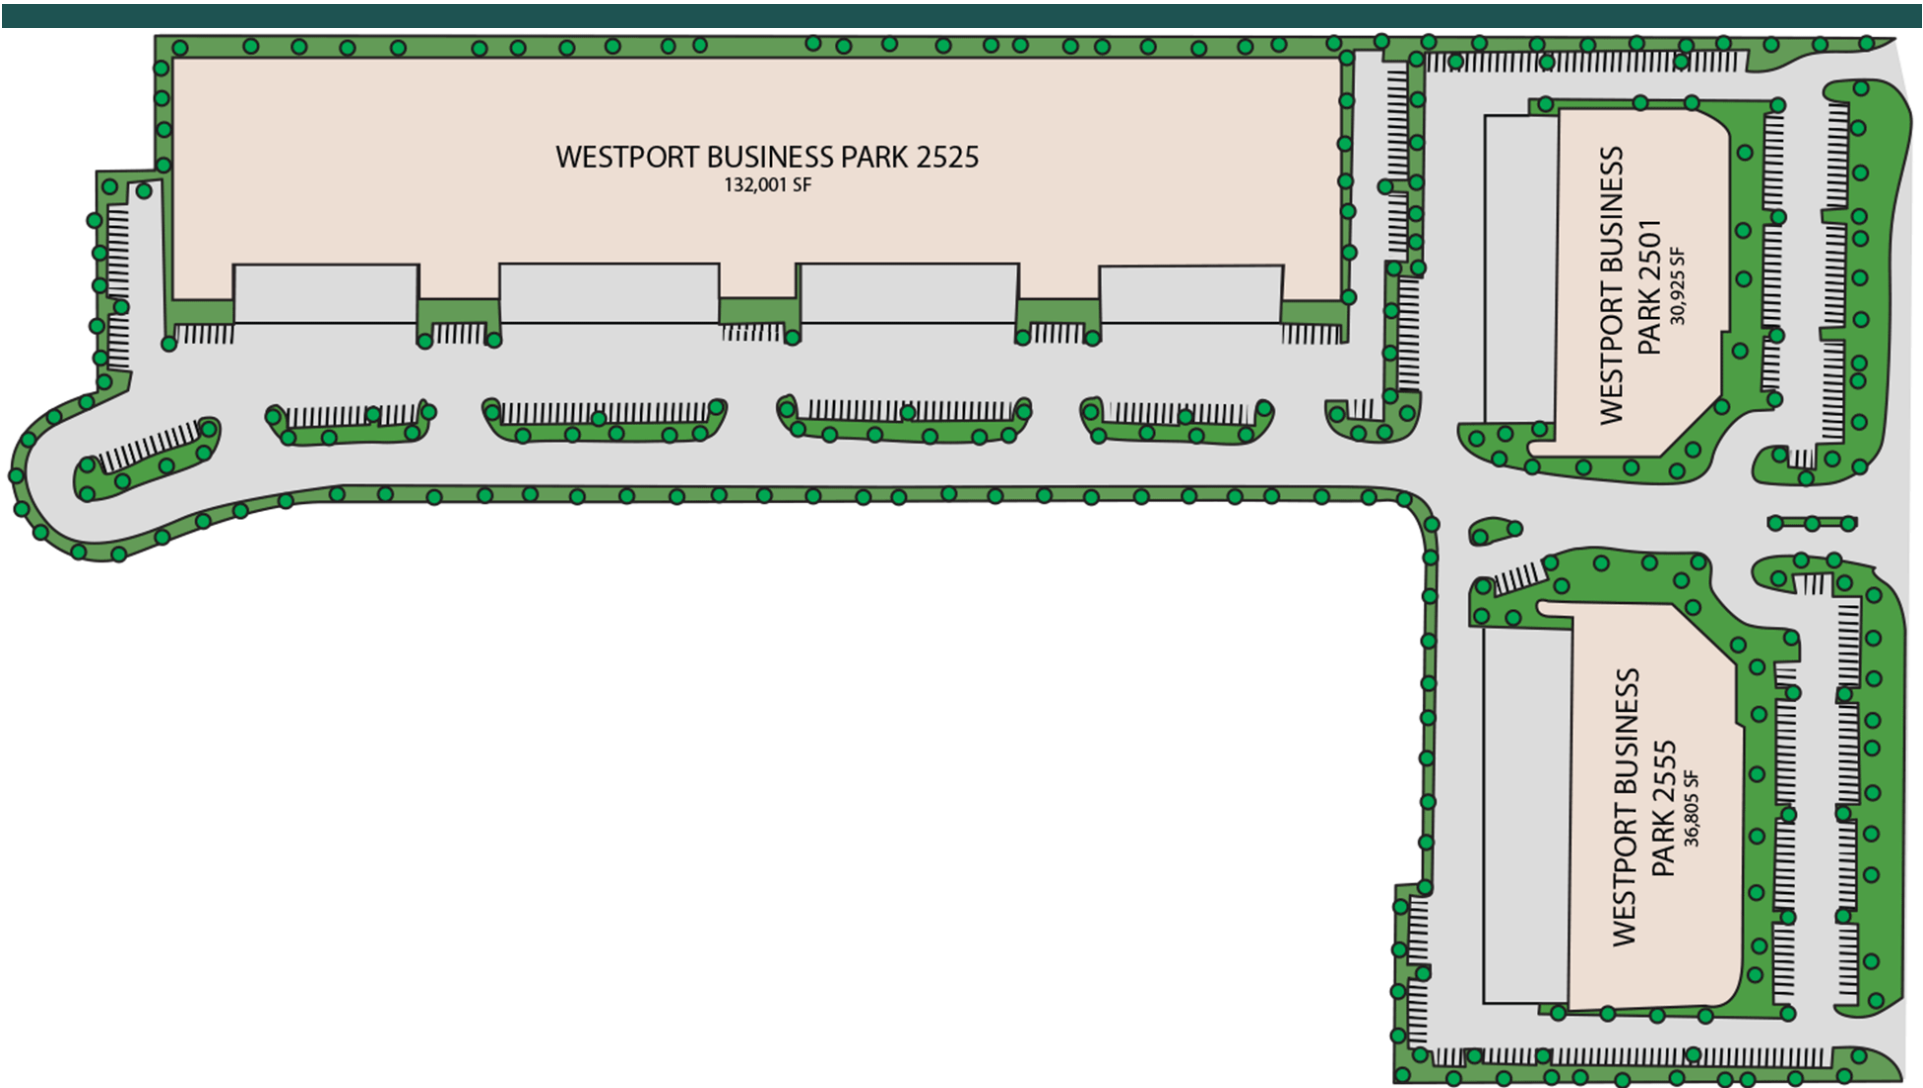 WESTPORT BUSINESS PARK 2525
132,001 SF
WESTPORT BUSINESS
PARK 2501
30,925 SF
WESTPORT BUSINESS
PARK 2555
36,805 SF